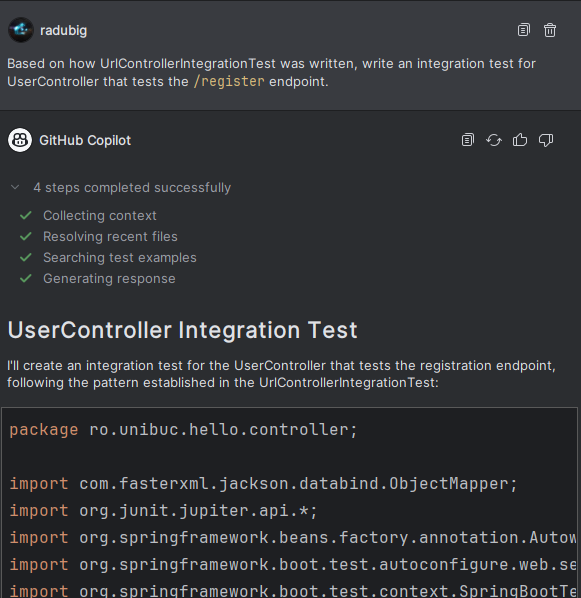 radubig
Based on how UrlControllerIntegrationTest was written, write an integration test for
UserController that tests the /register endpoint.
GitHub Copilot
4 steps completed successfully
Collecting context
Resolving recent files
Searching test examples
Generating response
UserController Integration Test
I'll create an integration test for the UserController that tests the registration endpoint,
following the pattern established in the UrlControllerIntegrationTest:
package ro.unibuc.hello.controller;
import com.fasterxml.jackson.databind.ObjectMapper;
import org.junit.jupiter.api.*;
import org.springframework.beans.factory.annotation.Autow
import org.springframework.boot.test.autoconfigure.web.se
import org.springframework.boot.test.context.SpringBootTe